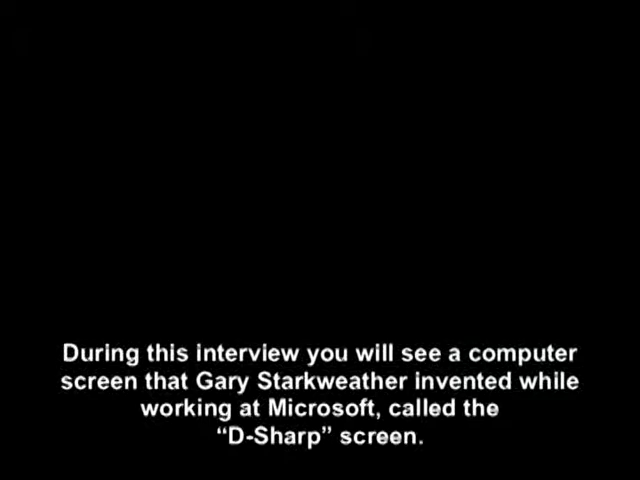 During this interview you will see a computer
screen that Gary Starkweather invented while
working at Microsoft, called the
“D-Sharp” screen.